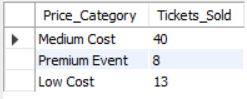 Price_Category Tickets_Sold
Medium Cost 40
Premium Event 8
Low Cost 13